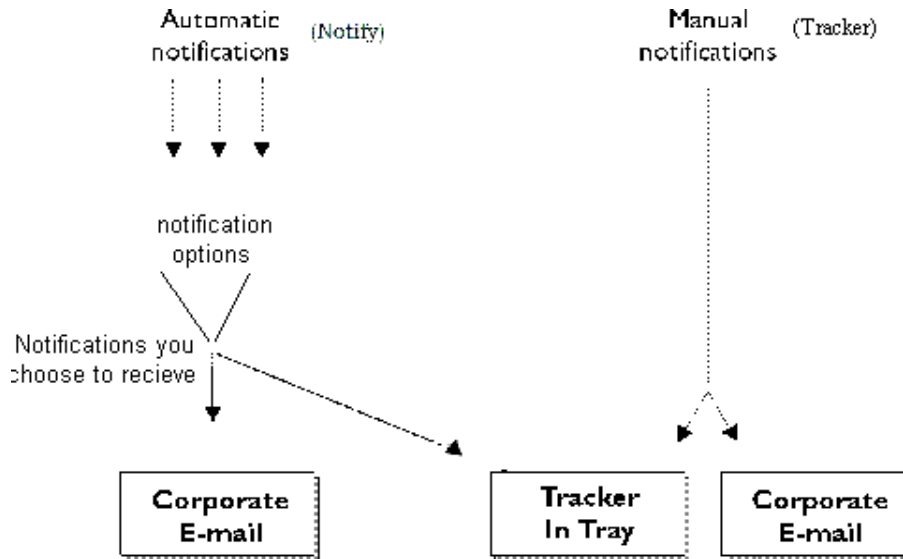 Automatic
notifications
(Notify)
Manual
notifications
(Tracker)
notification
options
Notifications you
choose to recieve
Corporate
E-mail
Tracker
In Tray
Corporate
E-mail